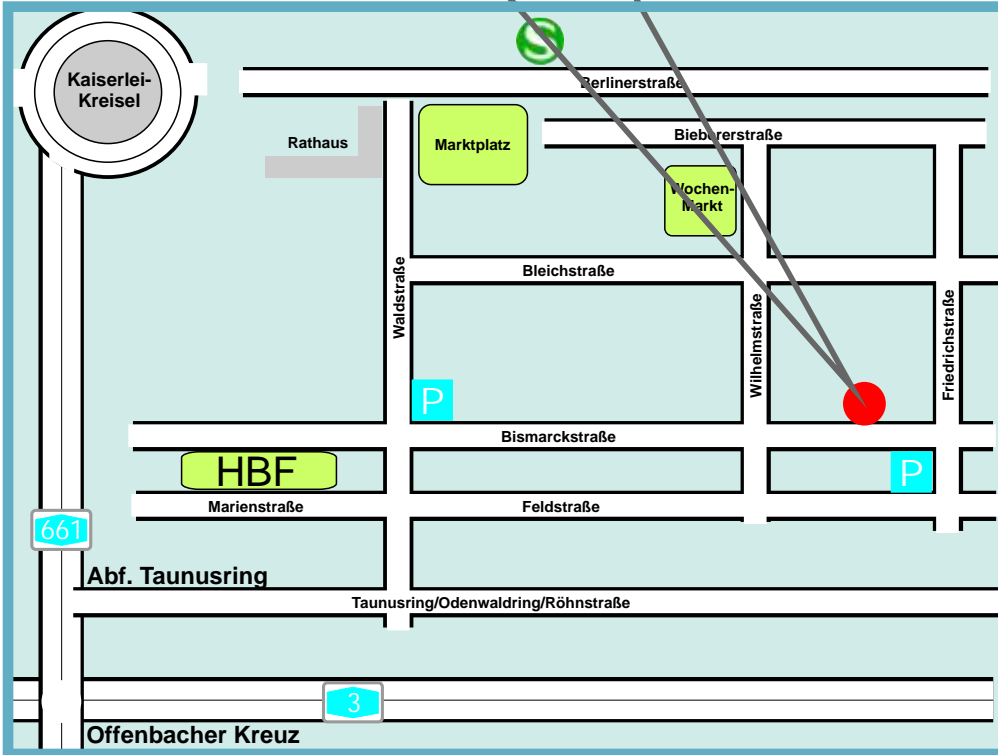 S
Kaiserlei-
Kreisel
Berlinerstraße
Rathaus
Marktplatz
Biebererstraße
Wochen-
Markt
Bleichstraße
Waldstraße
Wilhelmstraße
Friedrichstraße
P
Bismarckstraße
HBF
P
Marienstraße
Feldstraße
661
Abf. Taunusring
Taunusring/Odenwaldring/Röhnstraße
3
Offenbacher Kreuz